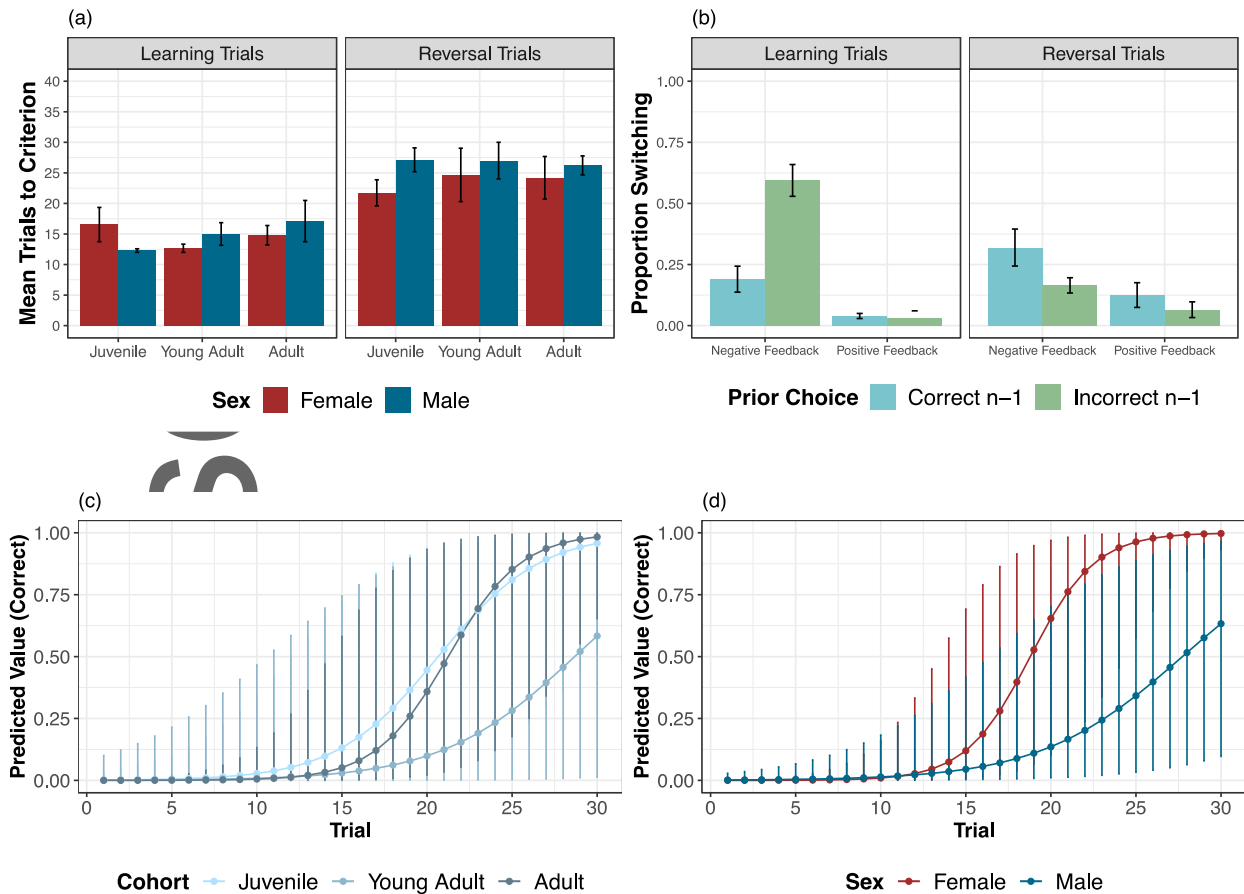 (a)
Learning Trials
Reversal Trials
Mean Trials to Criterion
40
35
30
25
20
15
10
5
0
Juvenile
Young Adult
Adult
Juvenile
Young Adult
Adult
Sex Female Male
(b)
Learning Trials
Reversal Trials
Proportion Switching
1.00
0.75
0.50
0.25
0.00
Negative Feedback
Positive Feedback
Negative Feedback
Positive Feedback
Prior Choice Correct n−1 Incorrect n−1
(c)
Predicted Value (Correct)
1.00
0.75
0.50
0.25
0.00
0 5 10 15 20 25 30
Trial
Cohort Juvenile Young Adult Adult
(d)
Predicted Value (Correct)
1.00
0.75
0.50
0.25
0.00
0 5 10 15 20 25 30
Trial
Sex Female Male